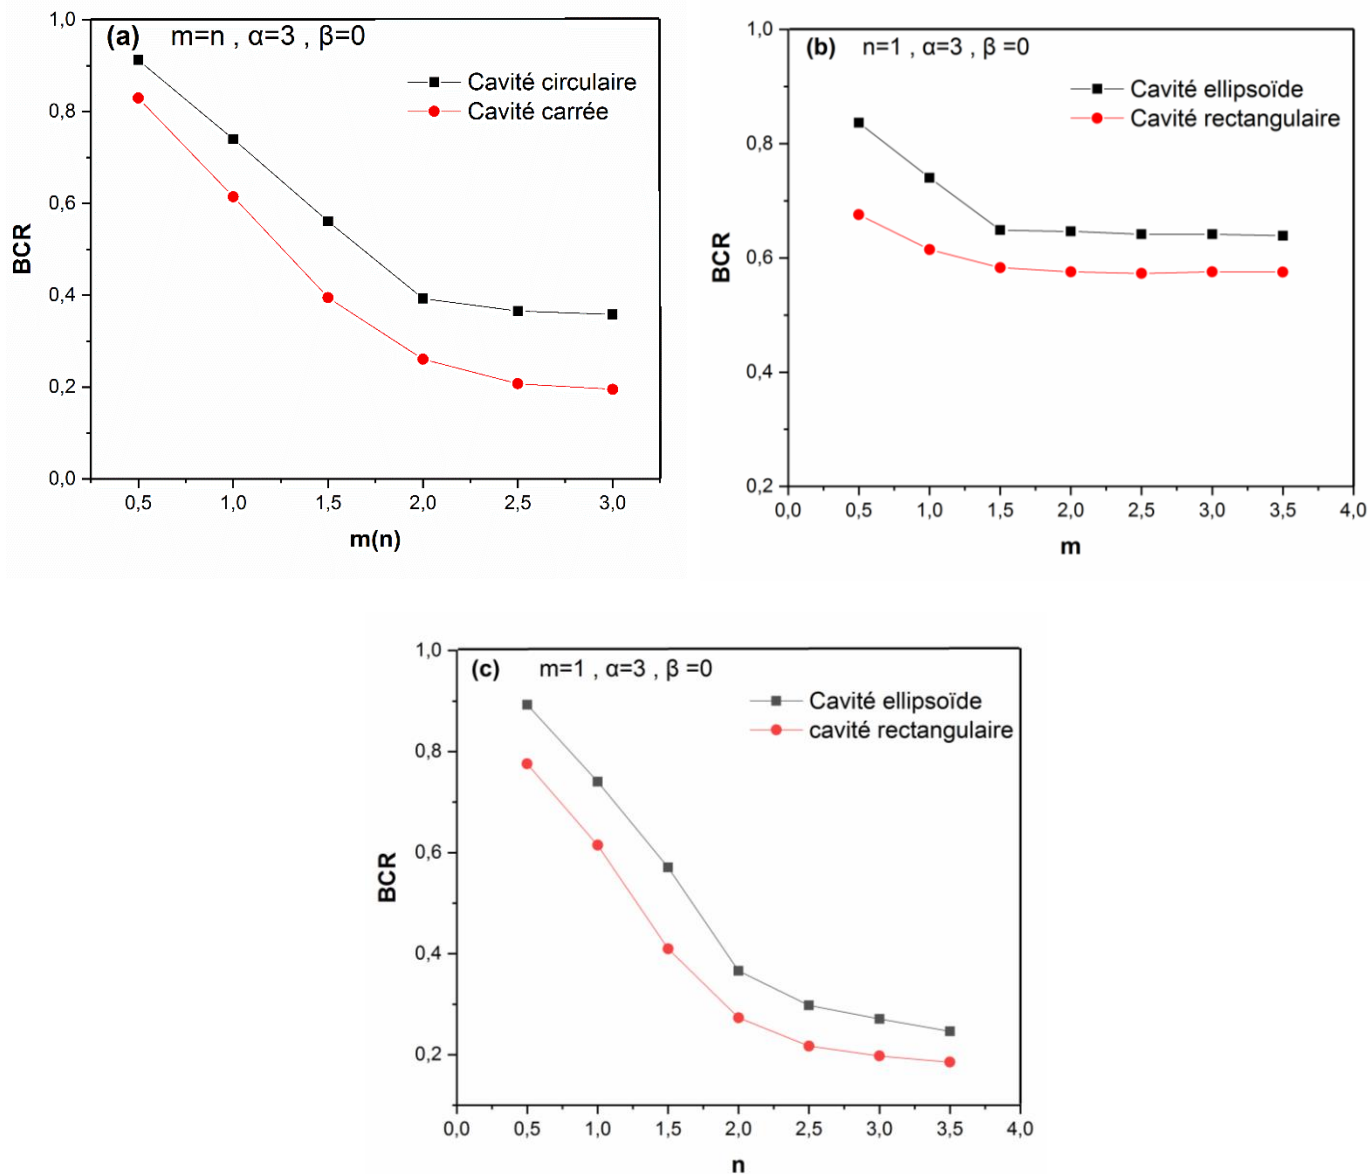 (a) m=n , α=3 , β=0
Cavité circulaire
Cavité carrée
BCR
1,0
0,8
0,6
0,4
0,2
0,0
0,5 1,0 1,5 2,0 2,5 3,0
m(n)
(b) n=1 , α=3 , β =0
Cavité ellipsoïde
Cavité rectangulaire
BCR
1,0
0,8
0,6
0,4
0,2
0,0 0,5 1,0 1,5 2,0 2,5 3,0 3,5 4,0
m
(c) m=1 , α=3 , β =0
Cavité ellipsoïde
cavité rectangulaire
BCR
1,0
0,8
0,6
0,4
0,2
0,0 0,5 1,0 1,5 2,0 2,5 3,0 3,5 4,0
n